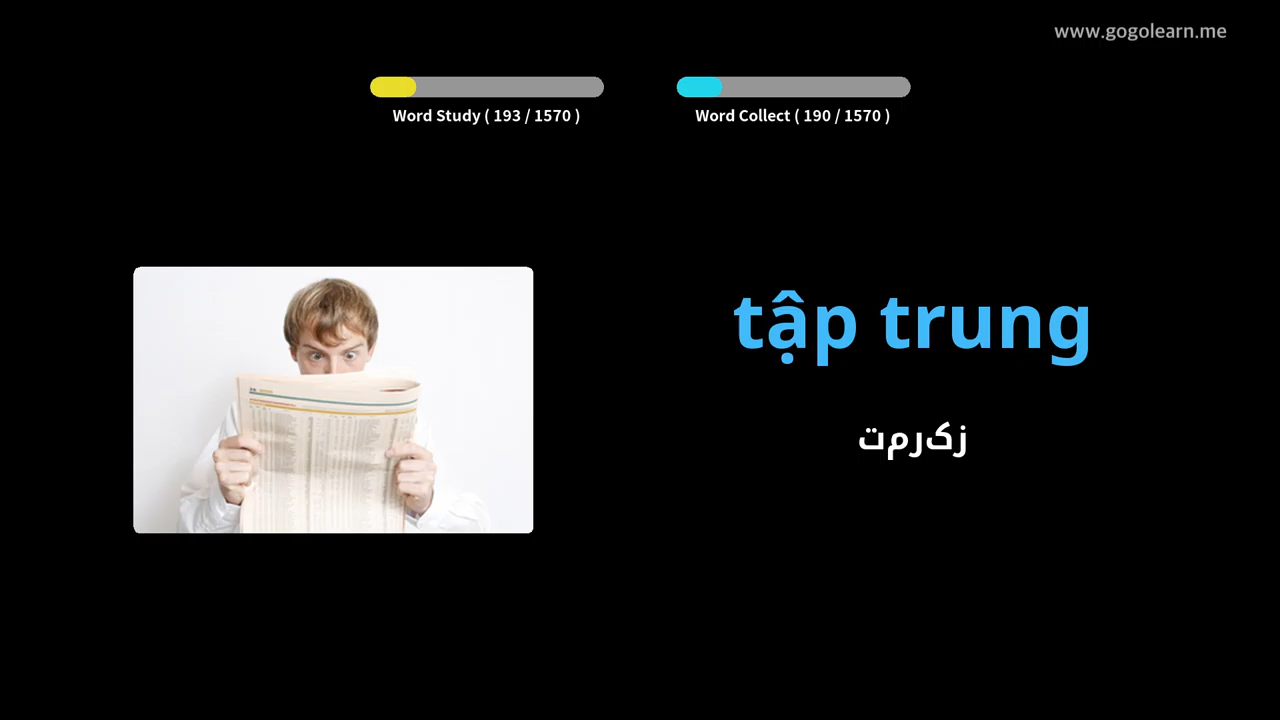 www.gogolearn.me
Word Study ( 193 / 1570 )
Word Collect ( 190 / 1570 )
tập trung
زکرمت